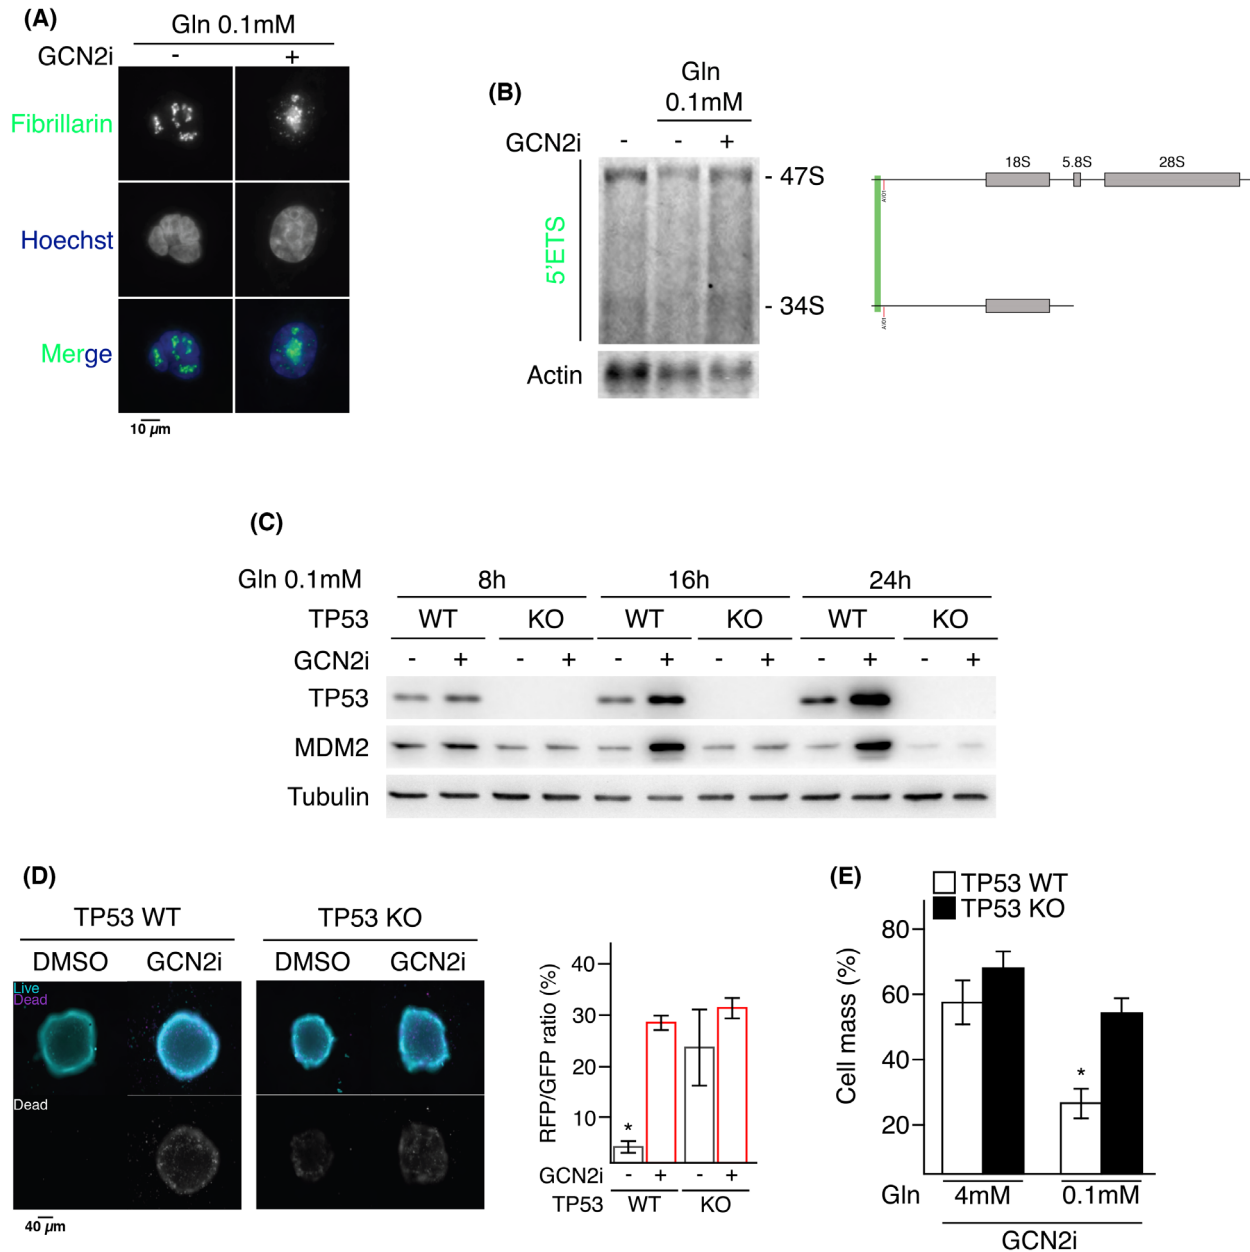 (A)
Gln 0.1mM
GCN2i - +
Fibrillarin
Hoechst
Merge
10 µm
(B)
Gln
0.1mM
GCN2i - - +
5'ETS
- 47S
- 34S
Actin
18S 5.8S 28S
(C)
Gln 0.1mM 8h 16h 24h
TP53 WT KO WT KO WT KO
GCN2i - + - + - + - + - + - +
TP53
MDM2
Tubulin
(D)
TP53 WT TP53 KO
DMSO GCN2i DMSO GCN2i
Live
Dead
Dead
40 µm
RFP/GFP ratio (%)
40
30
20
10
*
GCN2i - + - +
TP53 WT KO
(E)
TP53 WT
TP53 KO
Cell mass (%)
80
60
40
20
*
Gln 4mM 0.1mM
GCN2i